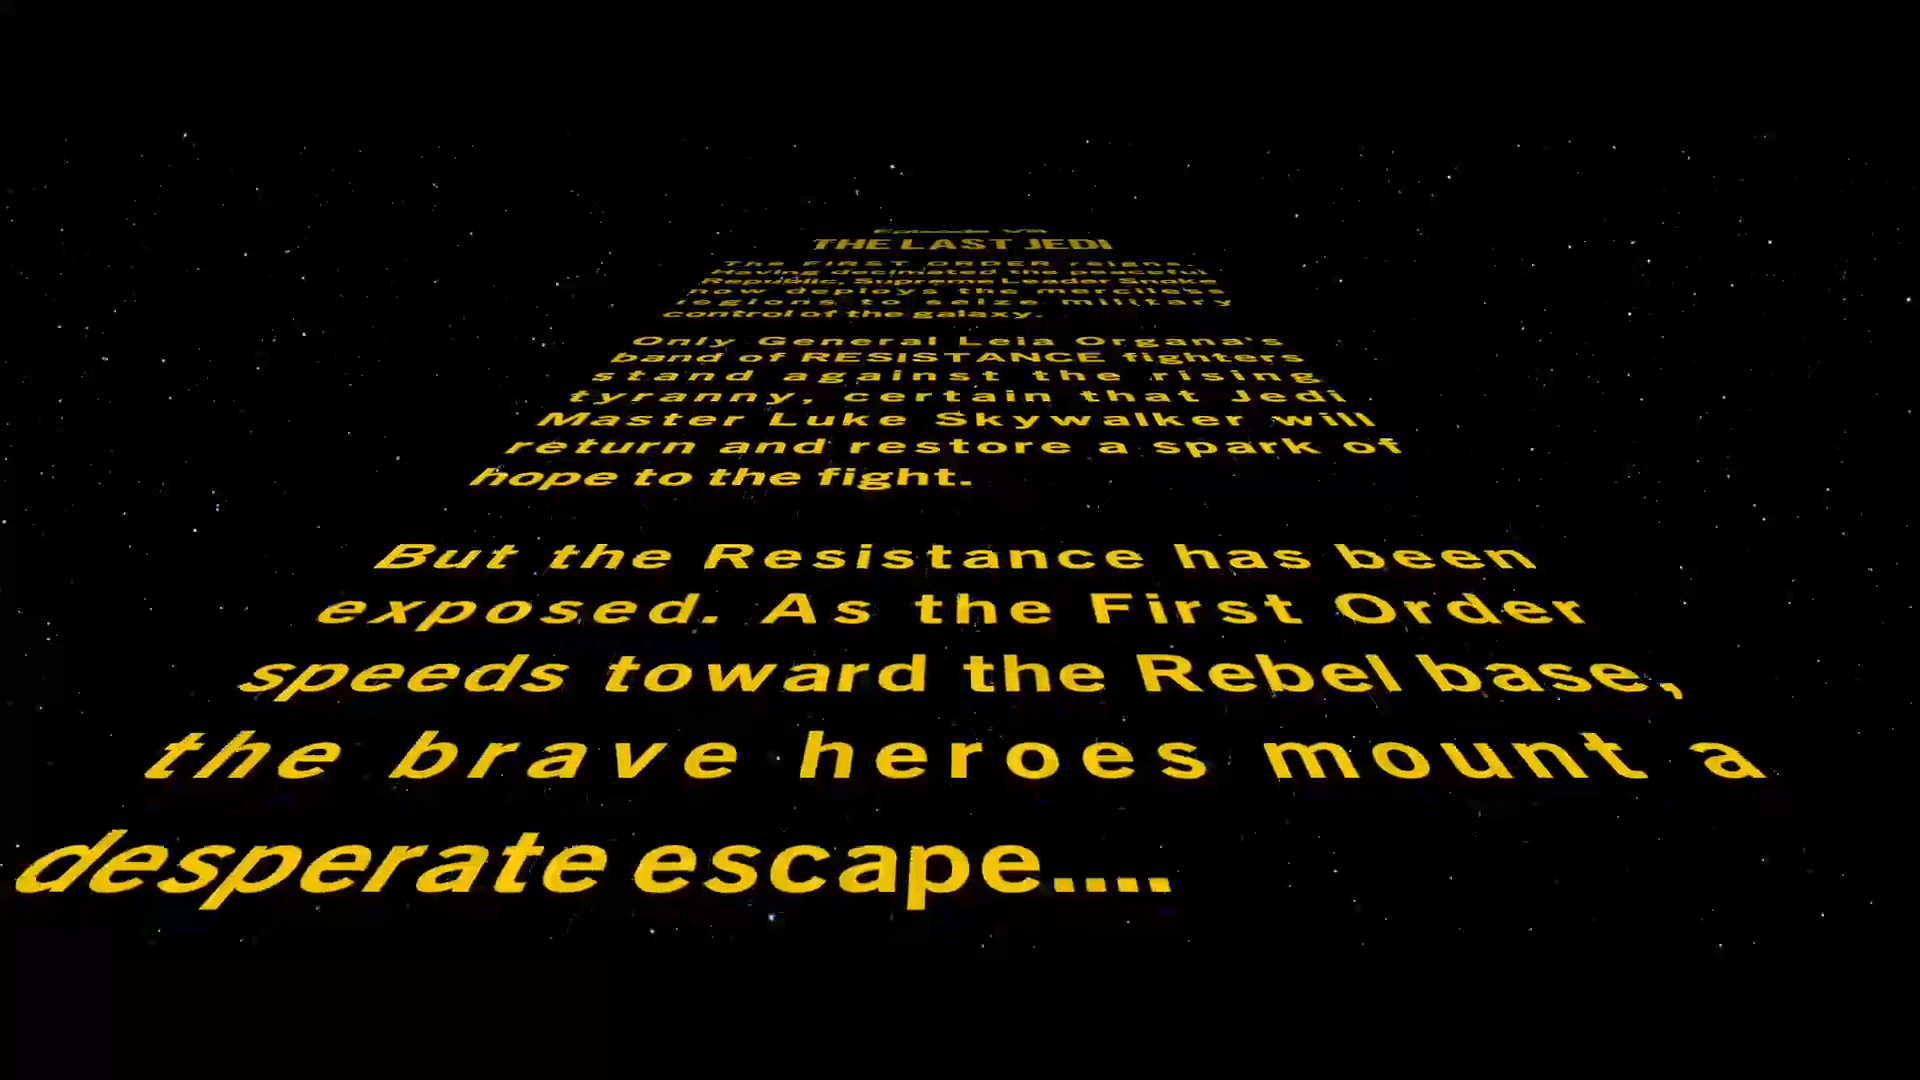 Episode VIII
THE LAST JEDI
The FIRST ORDER reigns.
Having decimated the peaceful
Republic, Supreme Leader Snoke
now deploys the merciless
legions to seize military
control of the galaxy.
Only General Leia Organa's
band of RESISTANCE fighters
stand against the rising
tyranny, certain that Jedi
Master Luke Skywalker will
return and restore a spark of
hope to the fight.
But the Resistance has been
exposed. As the First Order
speeds toward the Rebel base,
the brave heroes mount a
desperate escape....